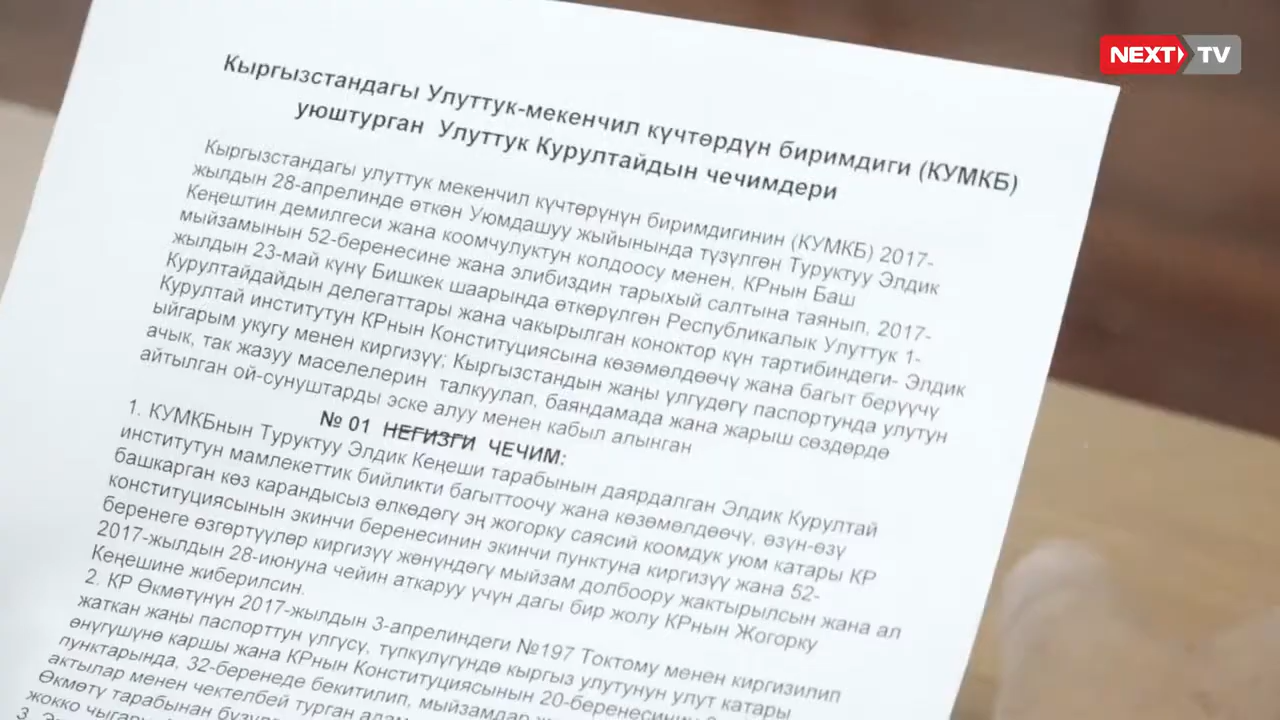 NEXT TV
Кыргызстандагы Улуттук-мекенчил күчтөрдүн биримдиги (КУМКБ)
уюштурган Улуттук Курултайдын чечимдери
Кыргызстандагы улуттук мекенчил күчтөрүнүн биримдигинин (КУМКБ) 2017-
жылдын 28-апрелинде өткөн Уюмдашуу жыйынында түзүлгөн Туруктуу Элдик
Кеңештин демилгеси жана коомчулуктун колдоосу менен, КРнын Баш
мыйзамынын 52-беренесине жана элибиздин тарыхый салтына таянып, 2017-
жылдын 23-май күнү Бишкек шаарында өткөрүлгөн Республикалык Улуттук 1-
Курултайдайдын делегаттары жана чакырылган коноктор күн тартибиндеги- Элдик
Курултай институтун КРнын Конституциясына көзөмөлдөөчү жана багыт берүүчү
ыйгарым укугу менен киргизүү; Кыргызстандын жаңы үлгүдөгү паспортунда улутун
ачык, так жазуу маселелерин талкуулап, баяндамада жана жарыш сөздөрдө
айтылган ой-сунуштарды эске алуу менен кабыл алынган
№ 01 НЕГИЗГИ ЧЕЧИМ:
1. КУМКБнын Туруктуу Элдик Кеңеши тарабынын даярдалган Элдик Курултай
институтун мамлекеттик бийликти багыттоочу жана көзөмөлдөөчү, өзүн-өзү
башкарган көз карандысыз өлкөдөгү эң жогорку саясий коомдук уюм катары КР
конституциясынын экинчи беренесинин экинчи пунктуна киргизүү жана 52-
беренеге өзгөртүүлөр киргизүү жөнүндөгү мыйзам долбоору жактырылсын жана ал
2017-жылдын 28-июнуна чейин аткаруу үчүн дагы бир жолу КРнын Жогорку
Кеңешине жиберилсин.
2. КР Өкмөтүнүн 2017-жылдын 3-апрелиндеги №197 Токтому менен киргизилип
жаткан жаңы паспорттун үлгүсү, түпкүлүгүндө кыргыз улутунун улут катары
өнүгүшүнө каршы жана КРнын Конституциясынын 20-беренесинин
пунктарында, 32-беренеде бекитилип, мыйзамдар
актылар менен чектелбей турган
Өкмөтү тарабынан
жокко
3.